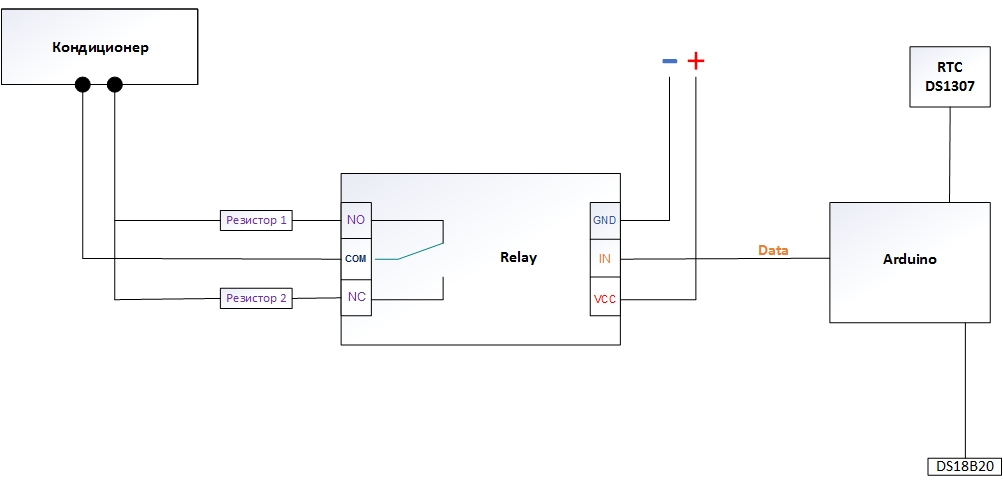 Кондиционер
− +
RTC
DS1307
Резистор 1
NO
GND
COM
Relay
IN
Data
Arduino
Резистор 2
NC
VCC
DS18B20